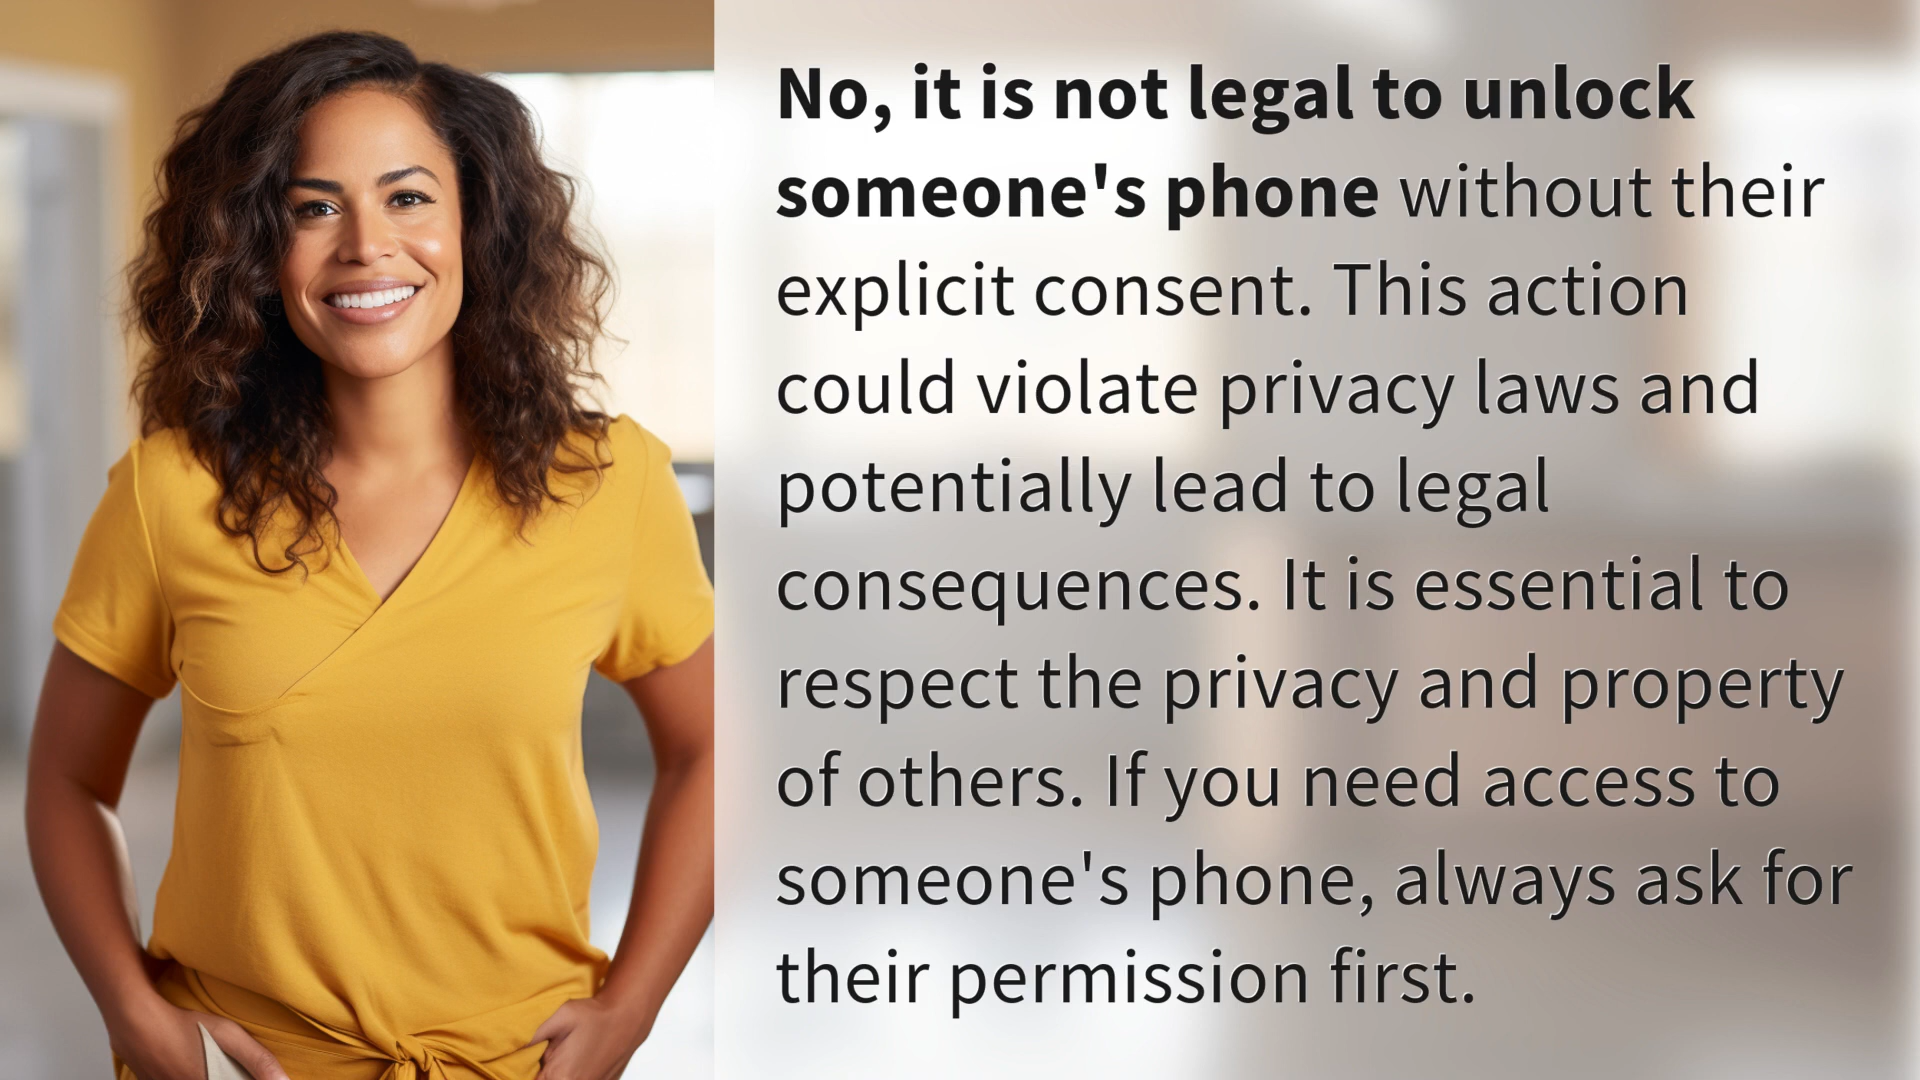 No, it is not legal to unlock
someone's phone without their
explicit consent. This action
could violate privacy laws and
potentially lead to legal
consequences. It is essential to
respect the privacy and property
of others. If you need access to
someone's phone, always ask for
their permission first.